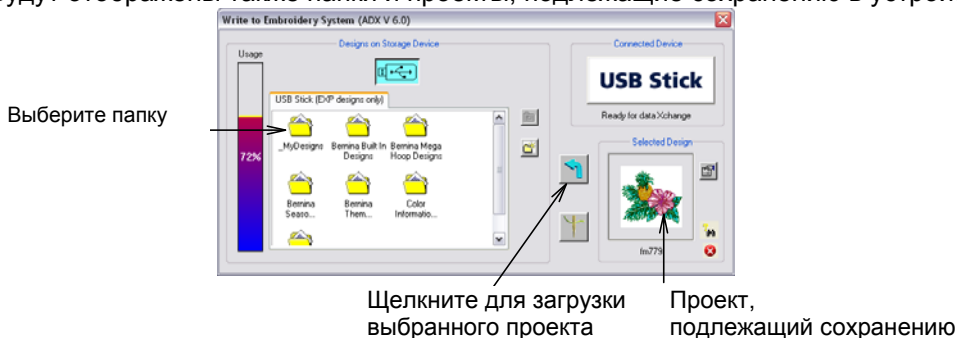 будут отображены также папки и проекты, подлежащие сохранению в устрой
Write to Embroidery System (ADX V 6.0)
Usage
Designs on Storage Device
Connected Device
USB Stick
USB Stick (EXP designs only)
Ready for data Xchange
Выберите папку
_MyDesigns
Bernina Built In
Designs
Bernina Mega
Hoop Designs
Selected Design
72%
Bernina
Searo...
Bernina
Them...
Color
Informatio...
fm779
Щелкните для загрузки
выбранного проекта
Проект,
подлежащий сохранению